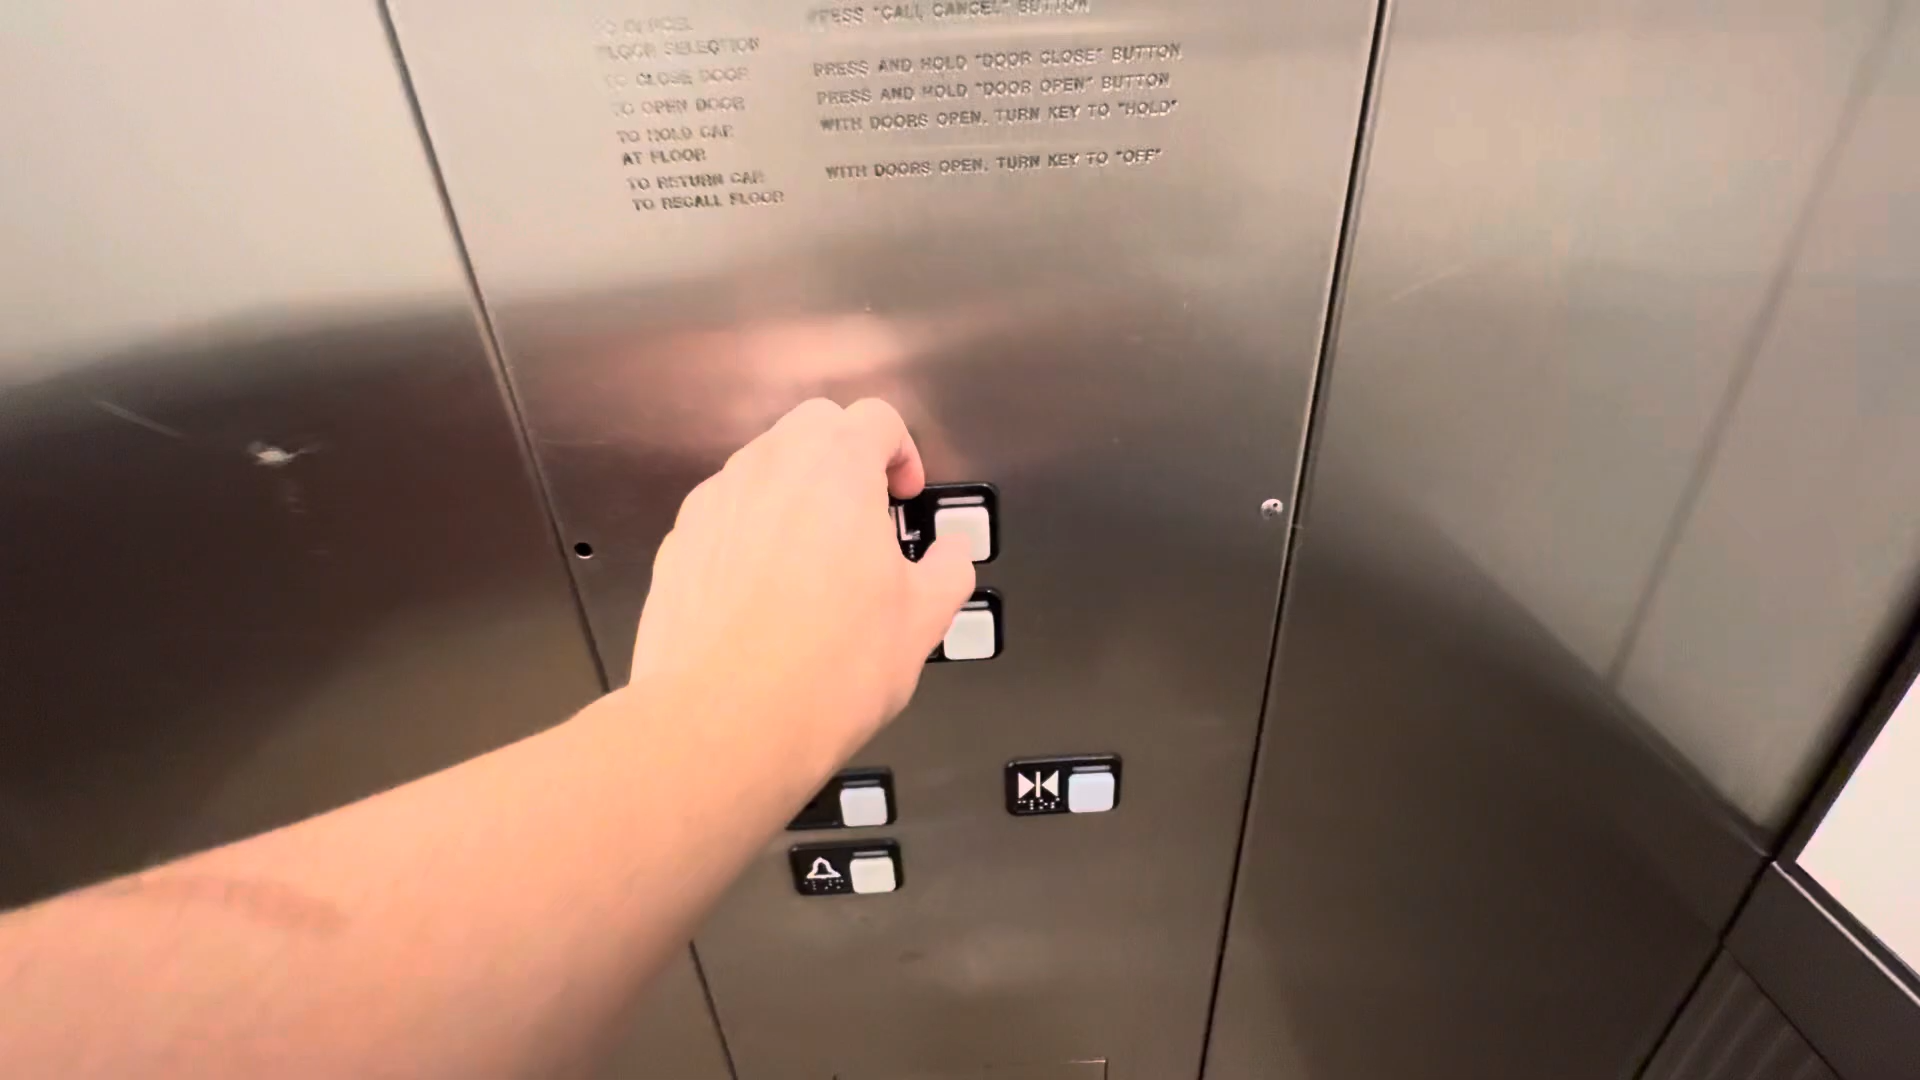 TO CANCEL PRESS "CALL CANCEL" BUTTON
FLOOR SELECTION
TO CLOSE DOOR PRESS AND HOLD "DOOR CLOSE" BUTTON
TO OPEN DOOR PRESS AND HOLD "DOOR OPEN" BUTTON
TO HOLD CAR WITH DOORS OPEN, TURN KEY TO "HOLD"
AT FLOOR
TO RETURN CAR WITH DOORS OPEN, TURN KEY TO "OFF"
TO RECALL FLOOR
L